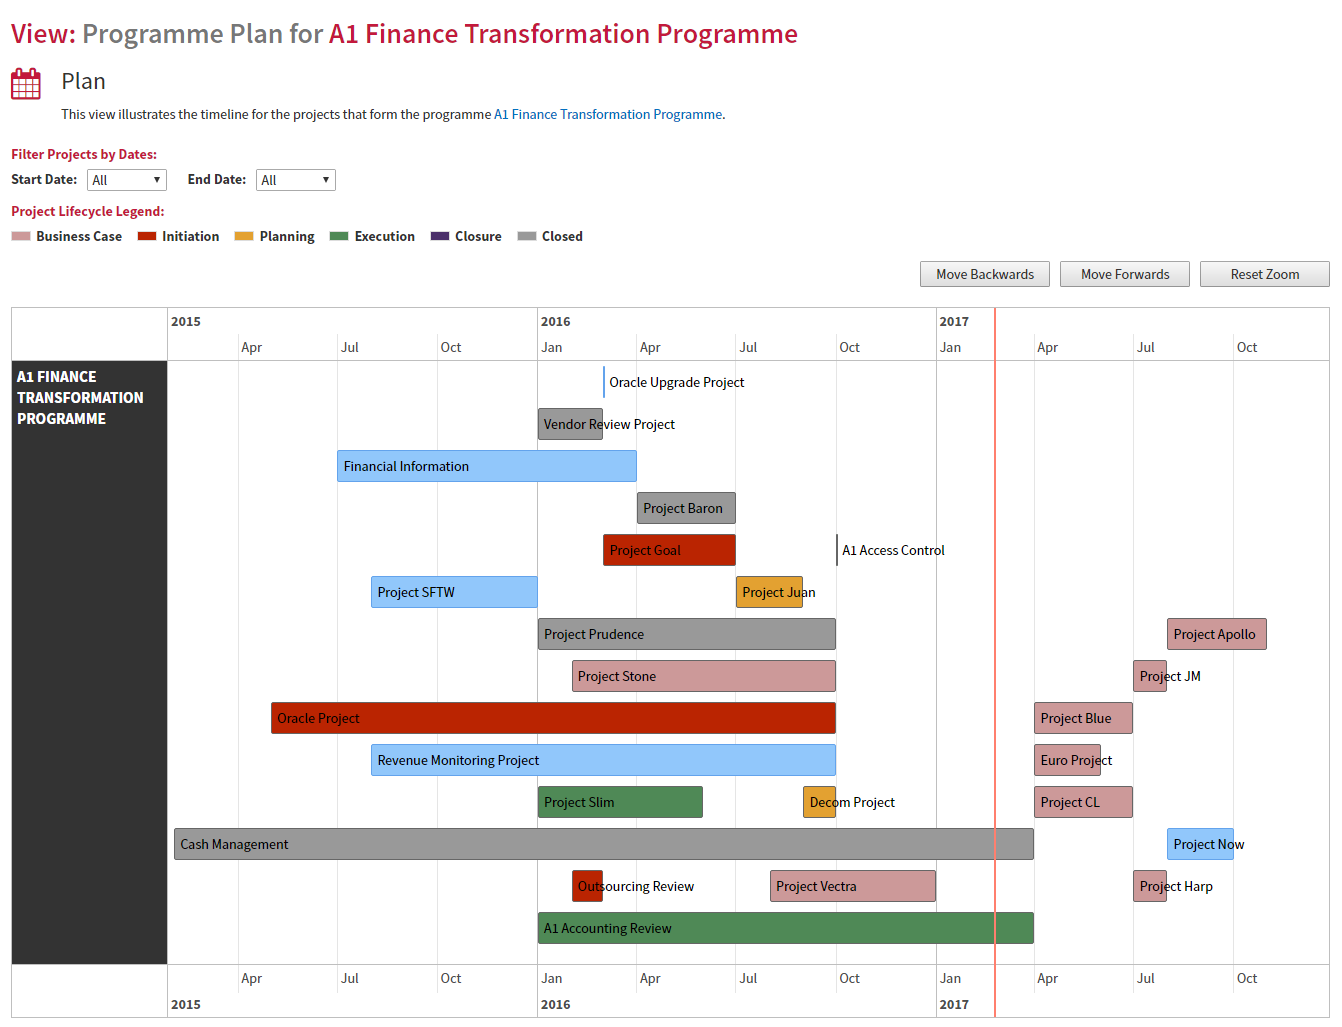 View: Programme Plan for A1 Finance Transformation Programme
Plan
This view illustrates the timeline for the projects that form the programme A1 Finance Transformation Programme.
Filter Projects by Dates:
Start Date: All End Date: All
Project Lifecycle Legend:
Business Case Initiation Planning Execution Closure Closed
Move Backwards Move Forwards Reset Zoom
2015 2016 2017
Apr Jul Oct Jan Apr Jul Oct Jan Apr Jul Oct
A1 FINANCE
TRANSFORMATION
PROGRAMME
Oracle Upgrade Project
Vendor Review Project
Financial Information
Project Baron
Project Goal A1 Access Control
Project SFTW Project Juan
Project Prudence Project Apollo
Project Stone Project JM
Oracle Project Project Blue
Revenue Monitoring Project Euro Project
Project Slim Decom Project Project CL
Cash Management Project Now
Outsourcing Review Project Vectra Project Harp
A1 Accounting Review
Apr Jul Oct Jan Apr Jul Oct Jan Apr Jul Oct
2015 2016 2017